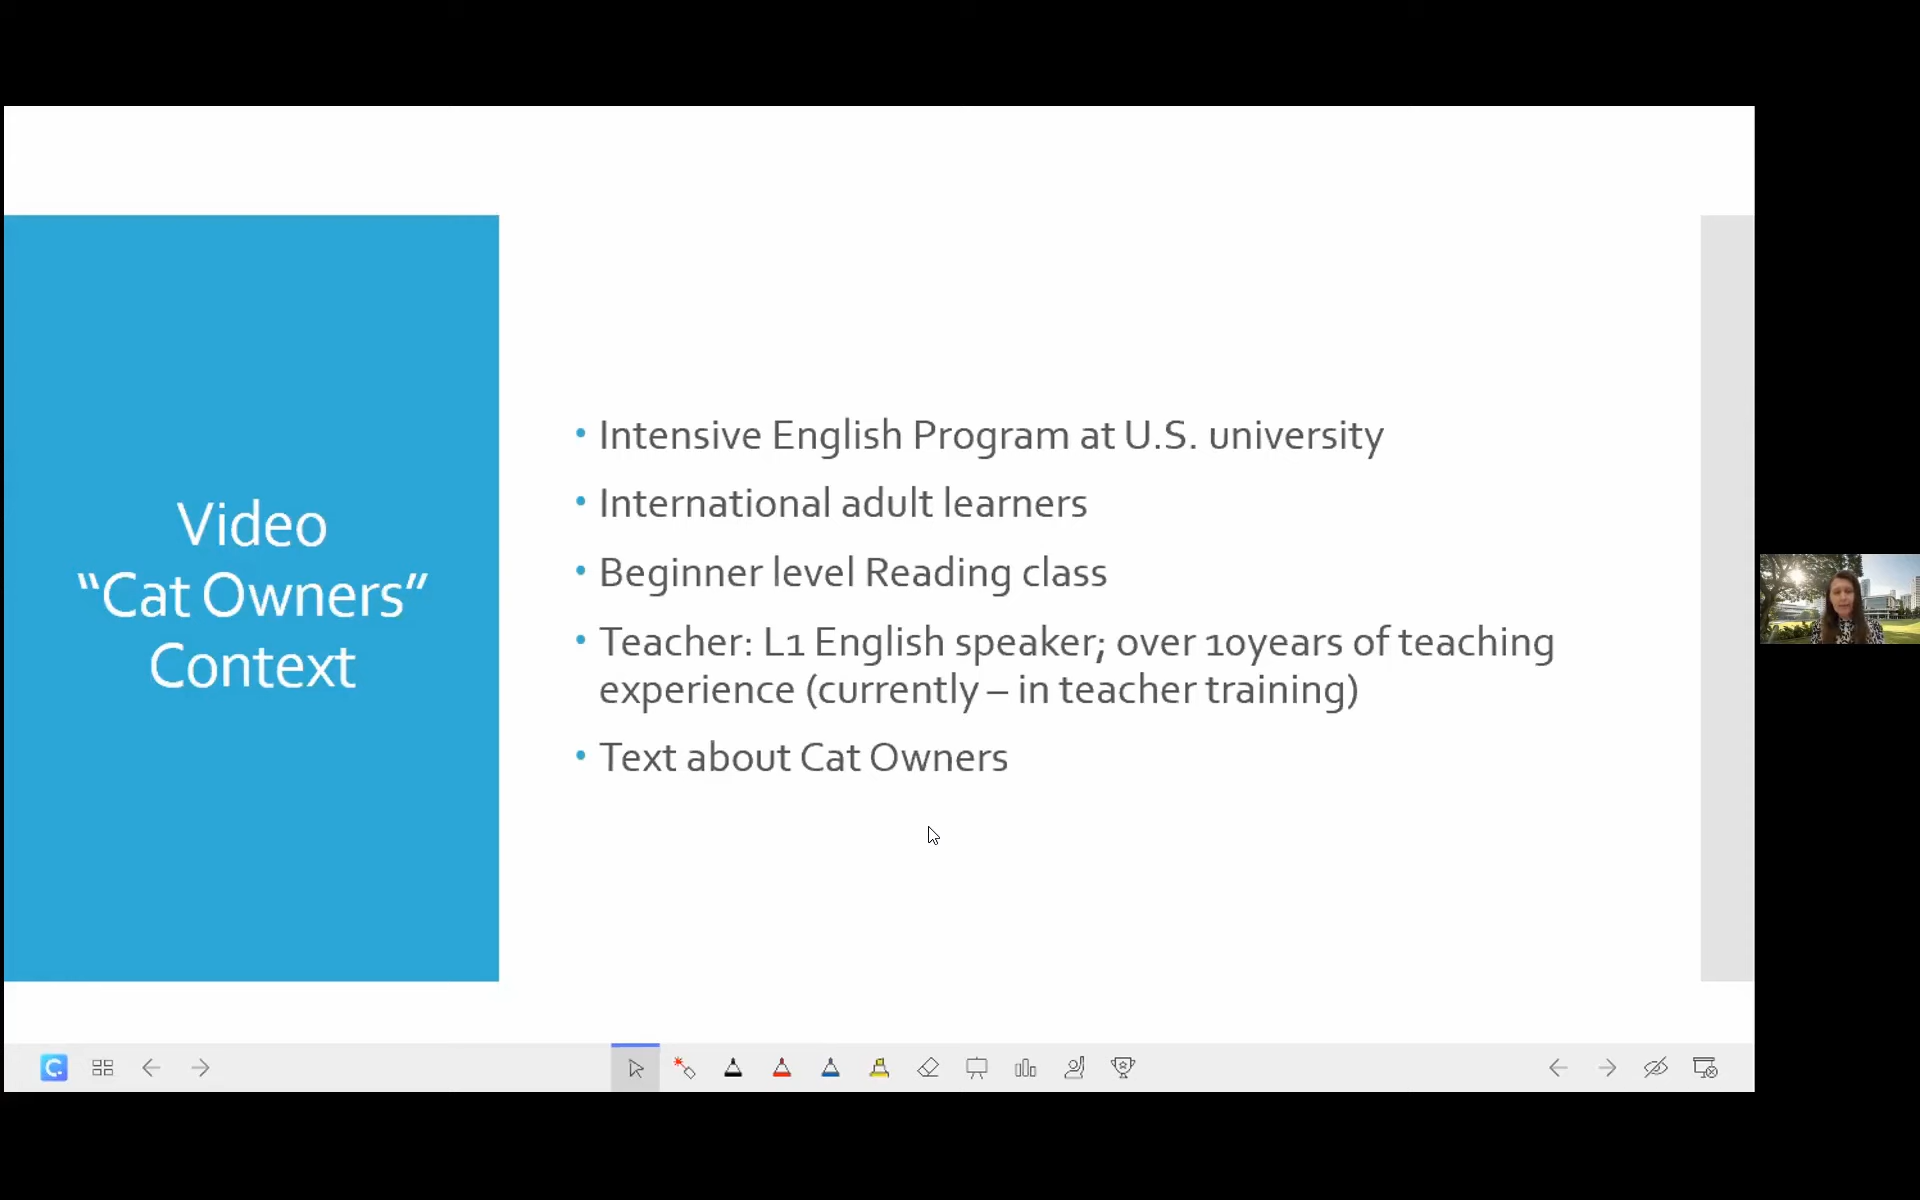 Video
“Cat Owners”
Context
• Intensive English Program at U.S. university
• International adult learners
• Beginner level Reading class
• Teacher: L1 English speaker; over 10years of teaching
experience (currently – in teacher training)
• Text about Cat Owners